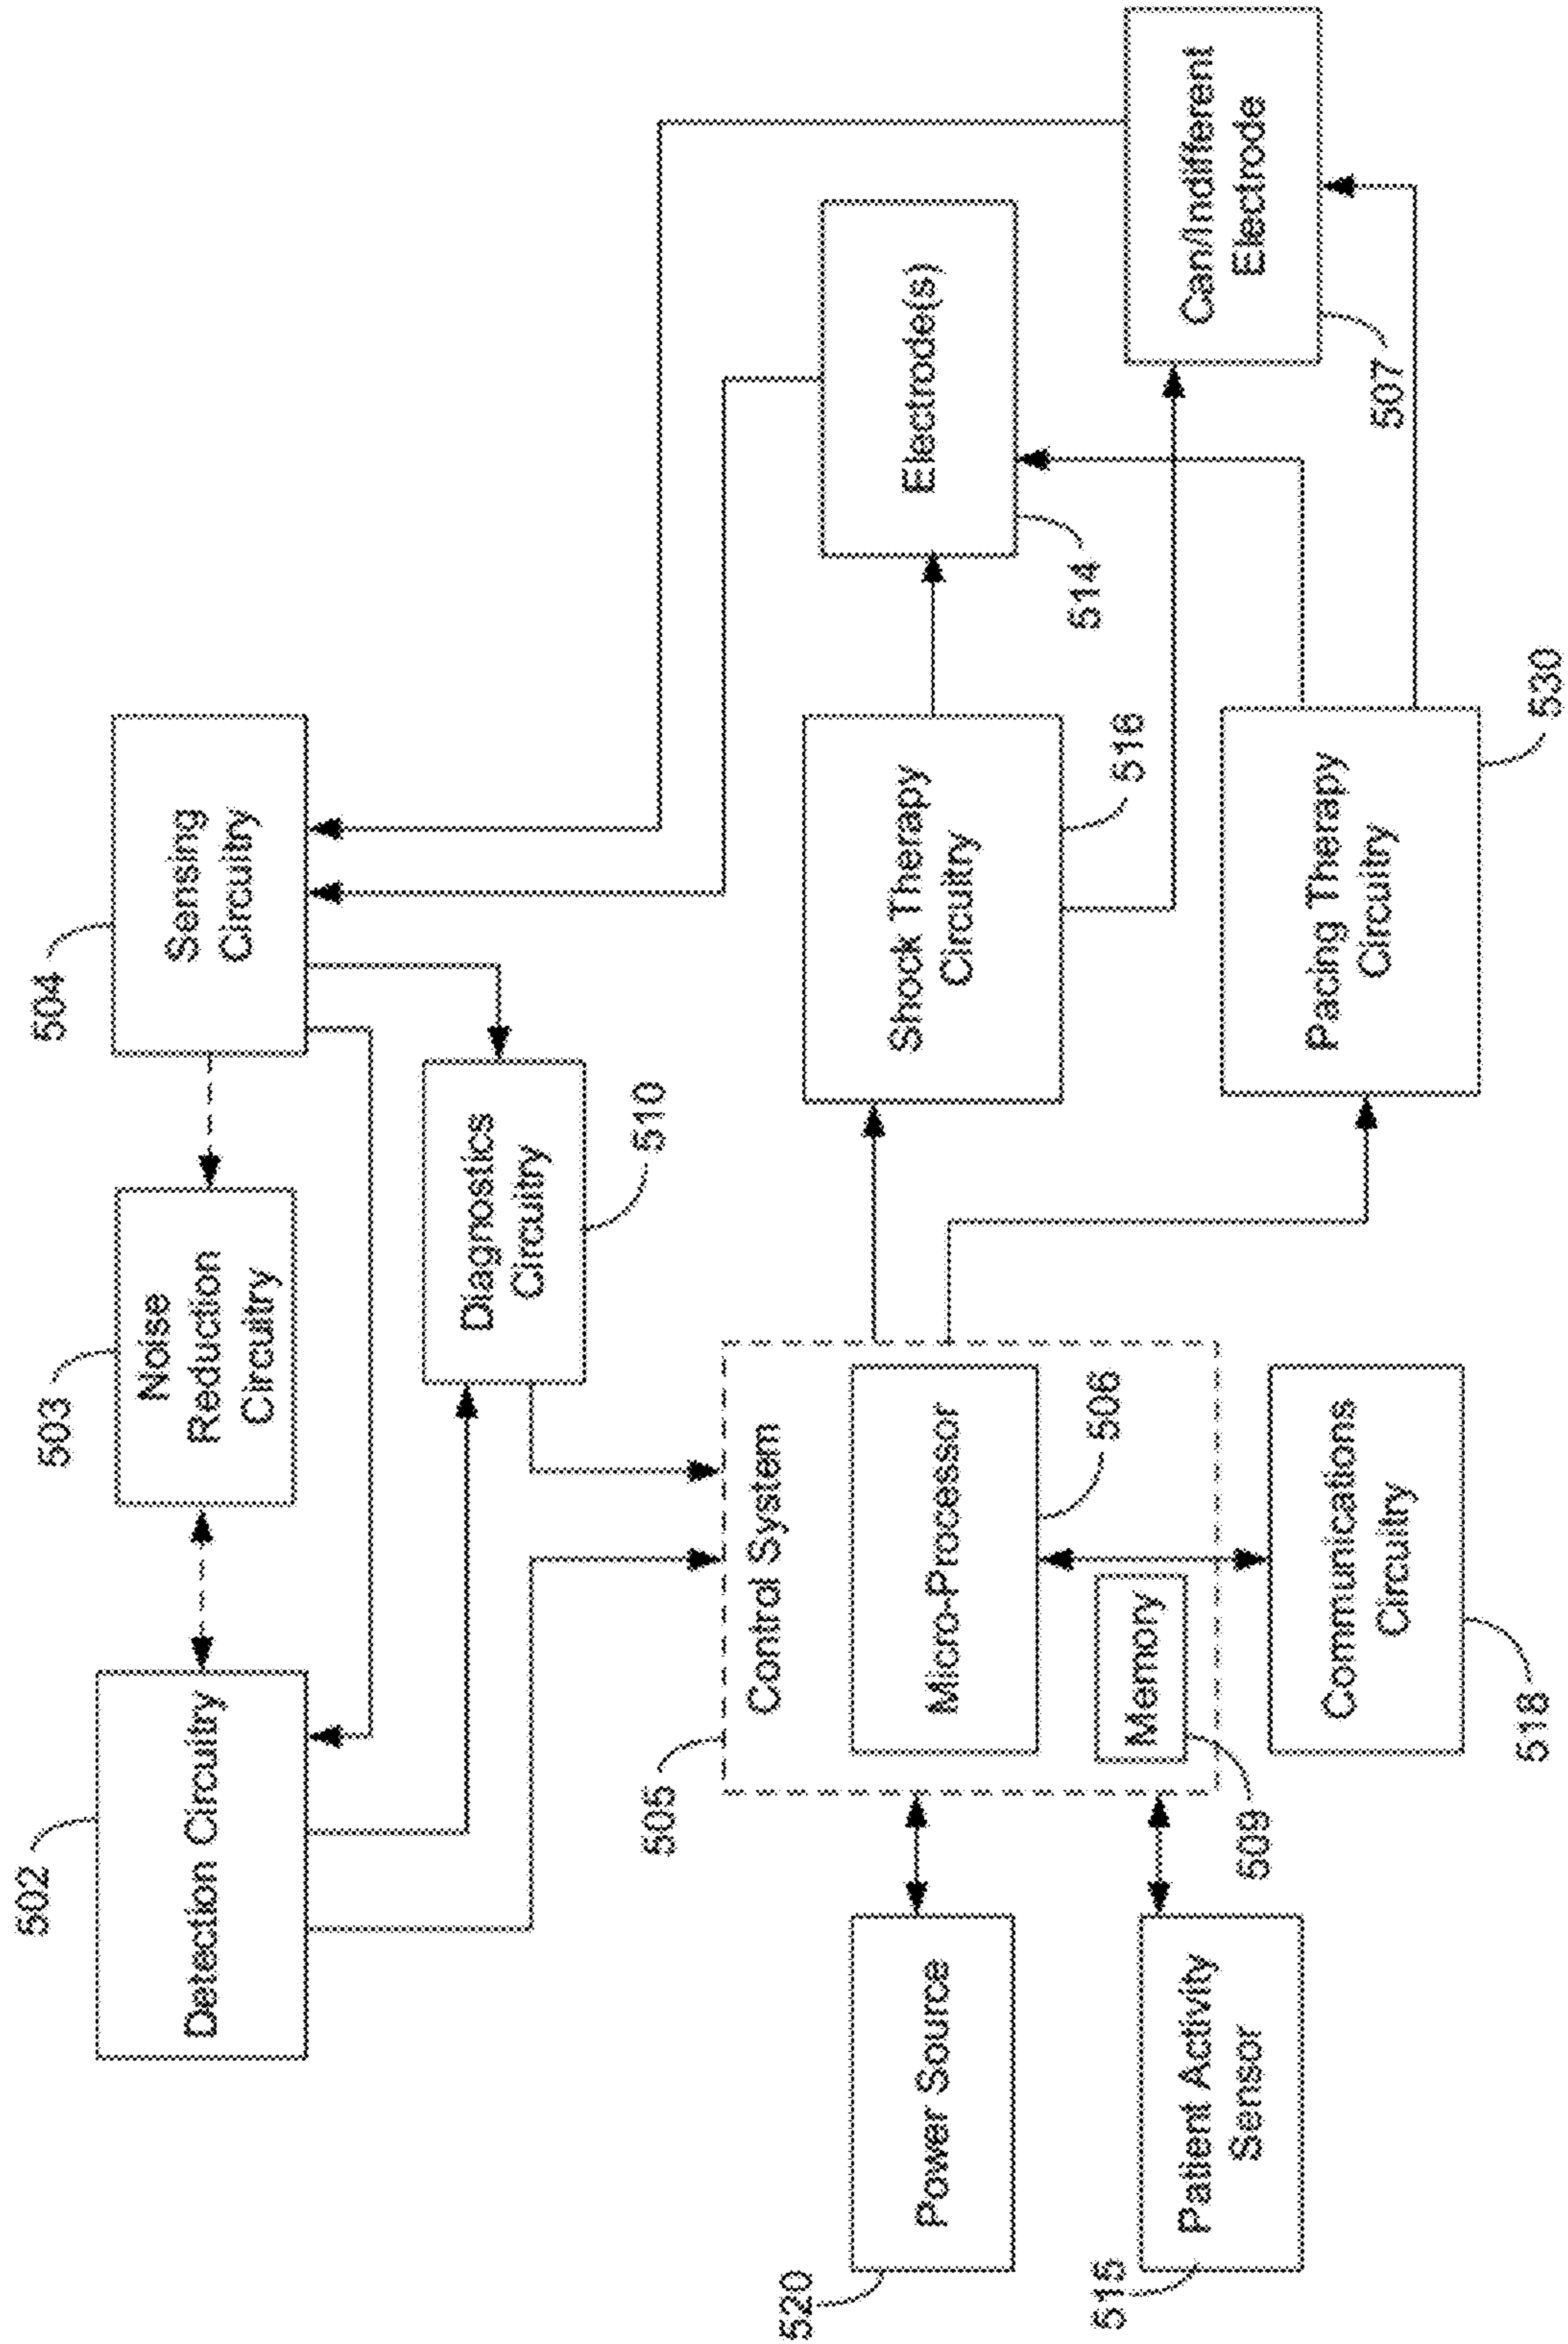 502
Detection Circuitry
503
Noise
Reduction
Circuitry
504
Sensing
Circuitry
Diagnostics
Circuitry
510
505
Control System
Micro-Processor
506
Memory
509
520
Power Source
515
Patient Activity
Sensor
Communications
Circuitry
518
Shock Therapy
Circuitry
516
Pacing Therapy
Circuitry
530
Electrode(s)
514
Can/Indifferent
Electrode
507